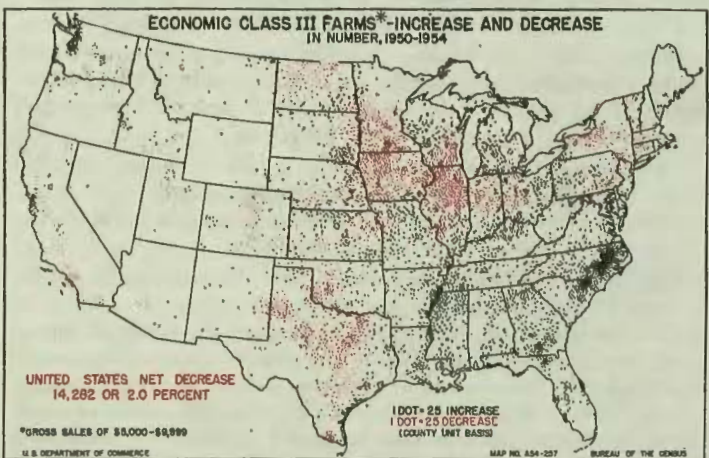 ECONOMIC CLASS III FARMS*-INCREASE AND DECREASE
IN NUMBER, 1950-1954
UNITED STATES NET DECREASE
14,282 OR 2.0 PERCENT
1 DOT=25 INCREASE
1 DOT=25 DECREASE
(COUNTY UNIT BASIS)
*GROSS SALES OF $5,000-$9,999
U.S. DEPARTMENT OF COMMERCE
MAP NO. A54-257
BUREAU OF THE CENSUS